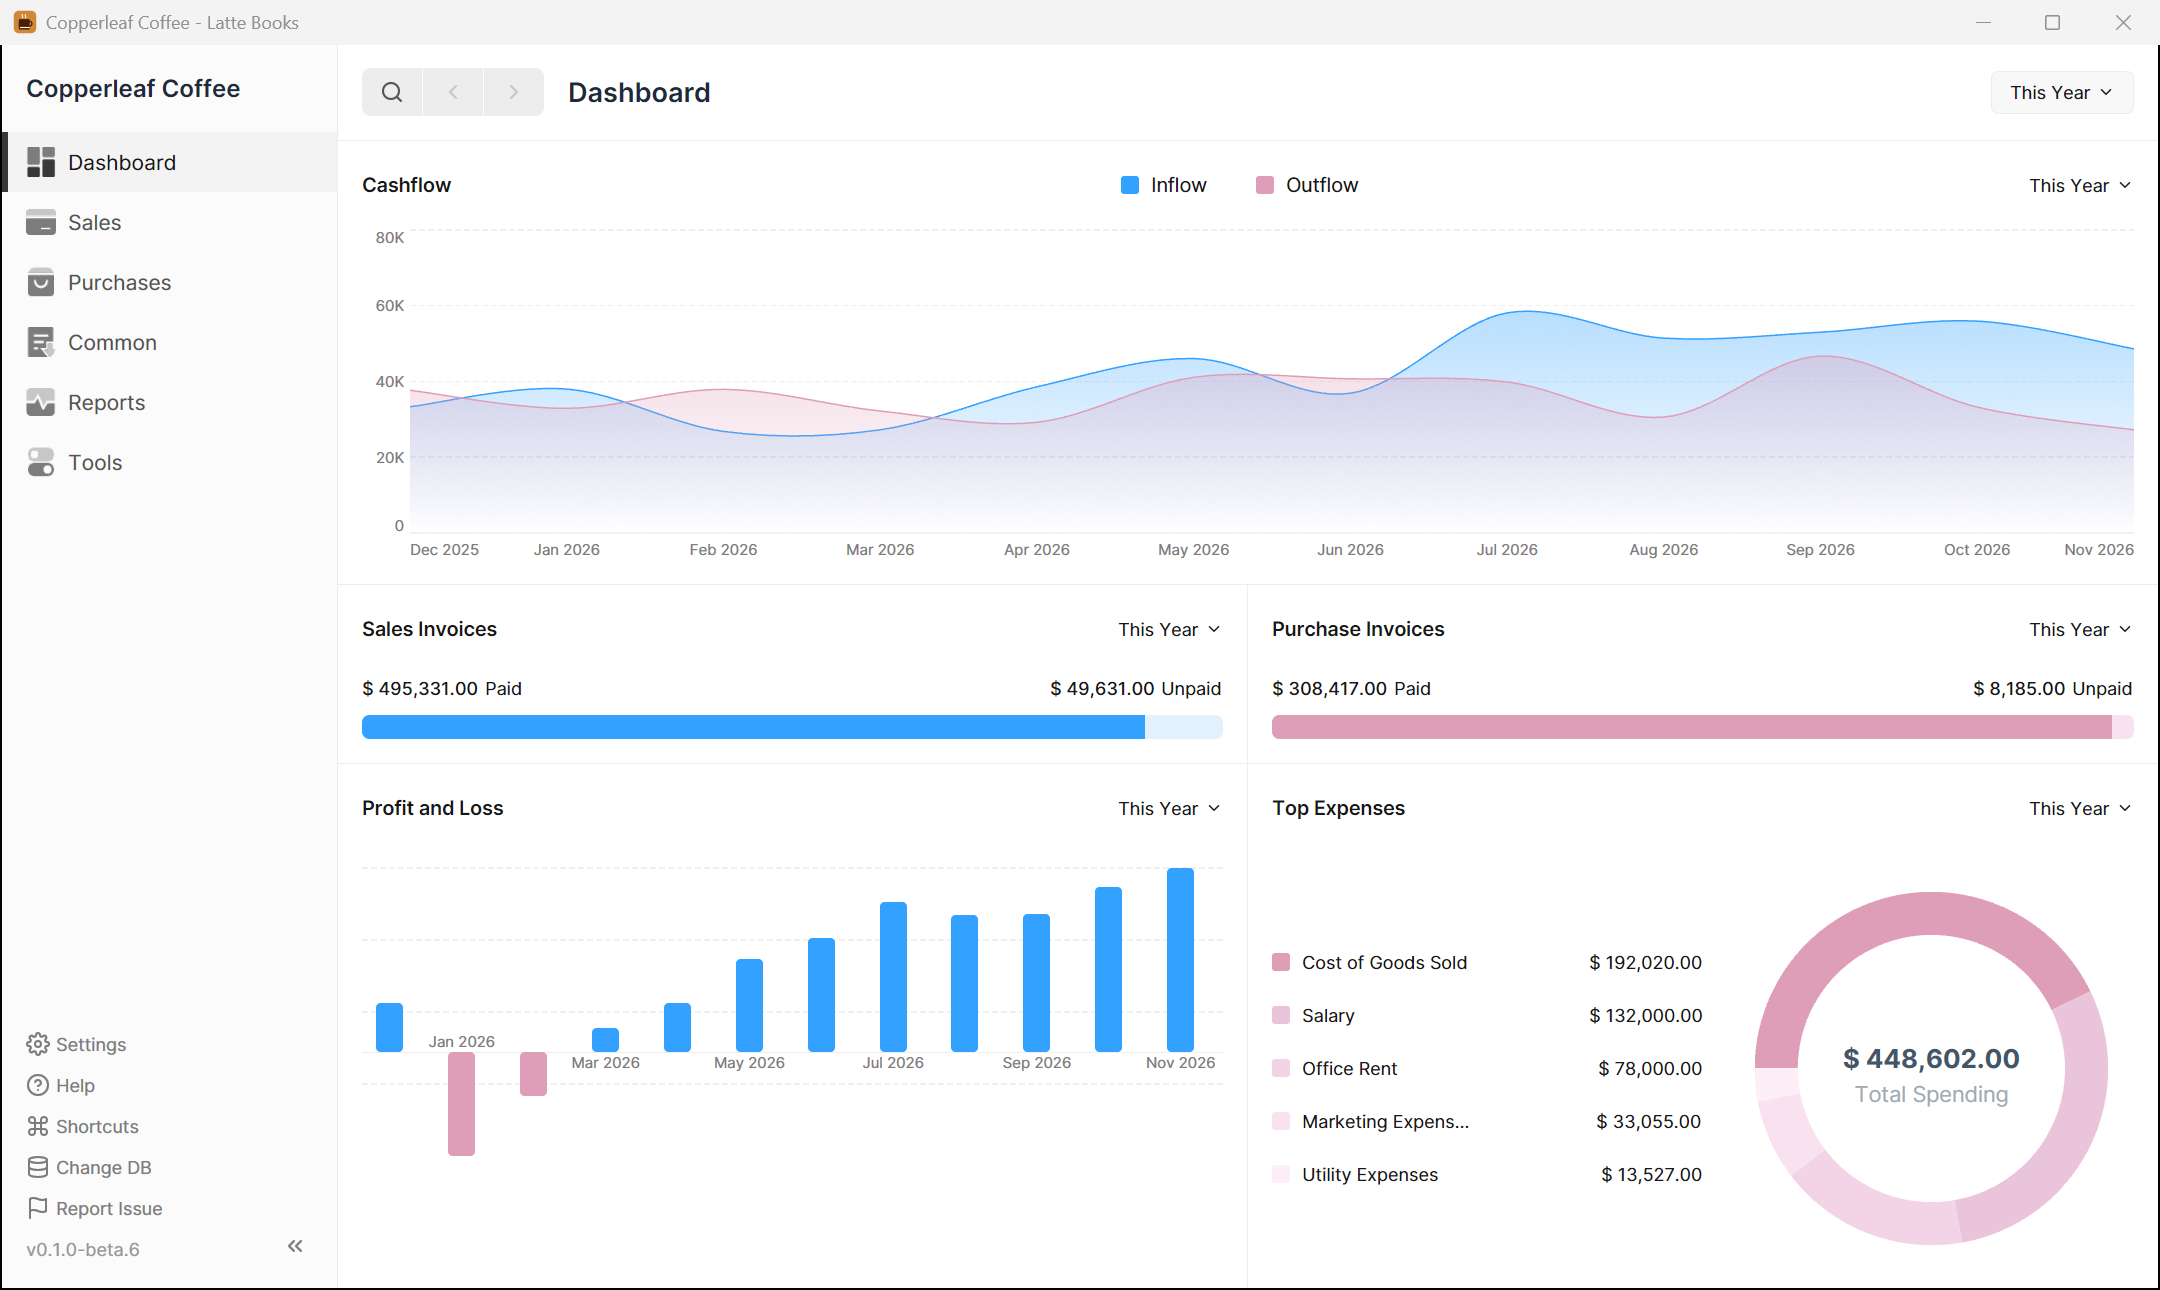 Copperleaf Coffee - Latte Books
Copperleaf Coffee
Dashboard
Sales
Purchases
Common
Reports
Tools
Settings
Help
Shortcuts
Change DB
Report Issue
v0.1.0-beta.6
Dashboard
This Year
Cashflow
Inflow
Outflow
This Year
80K
60K
40K
20K
0
Dec 2025 Jan 2026 Feb 2026 Mar 2026 Apr 2026 May 2026 Jun 2026 Jul 2026 Aug 2026 Sep 2026 Oct 2026 Nov 2026
Sales Invoices
This Year
$ 495,331.00 Paid
$ 49,631.00 Unpaid
Purchase Invoices
This Year
$ 308,417.00 Paid
$ 8,185.00 Unpaid
Profit and Loss
This Year
Jan 2026
Mar 2026 May 2026 Jul 2026 Sep 2026 Nov 2026
Top Expenses
This Year
Cost of Goods Sold $ 192,020.00
Salary $ 132,000.00
Office Rent $ 78,000.00
Marketing Expens... $ 33,055.00
Utility Expenses $ 13,527.00
$ 448,602.00
Total Spending